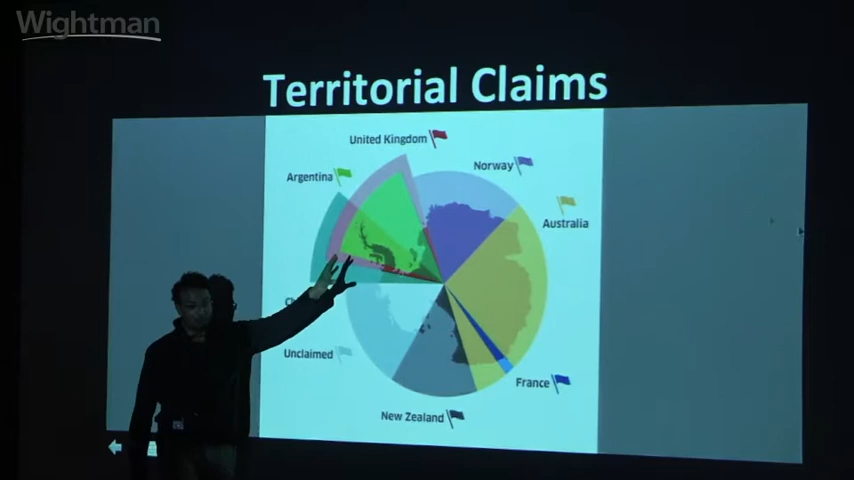 Wightman
Territorial Claims
United Kingdom
Norway
Argentina
Australia
Unclaimed
France
New Zealand